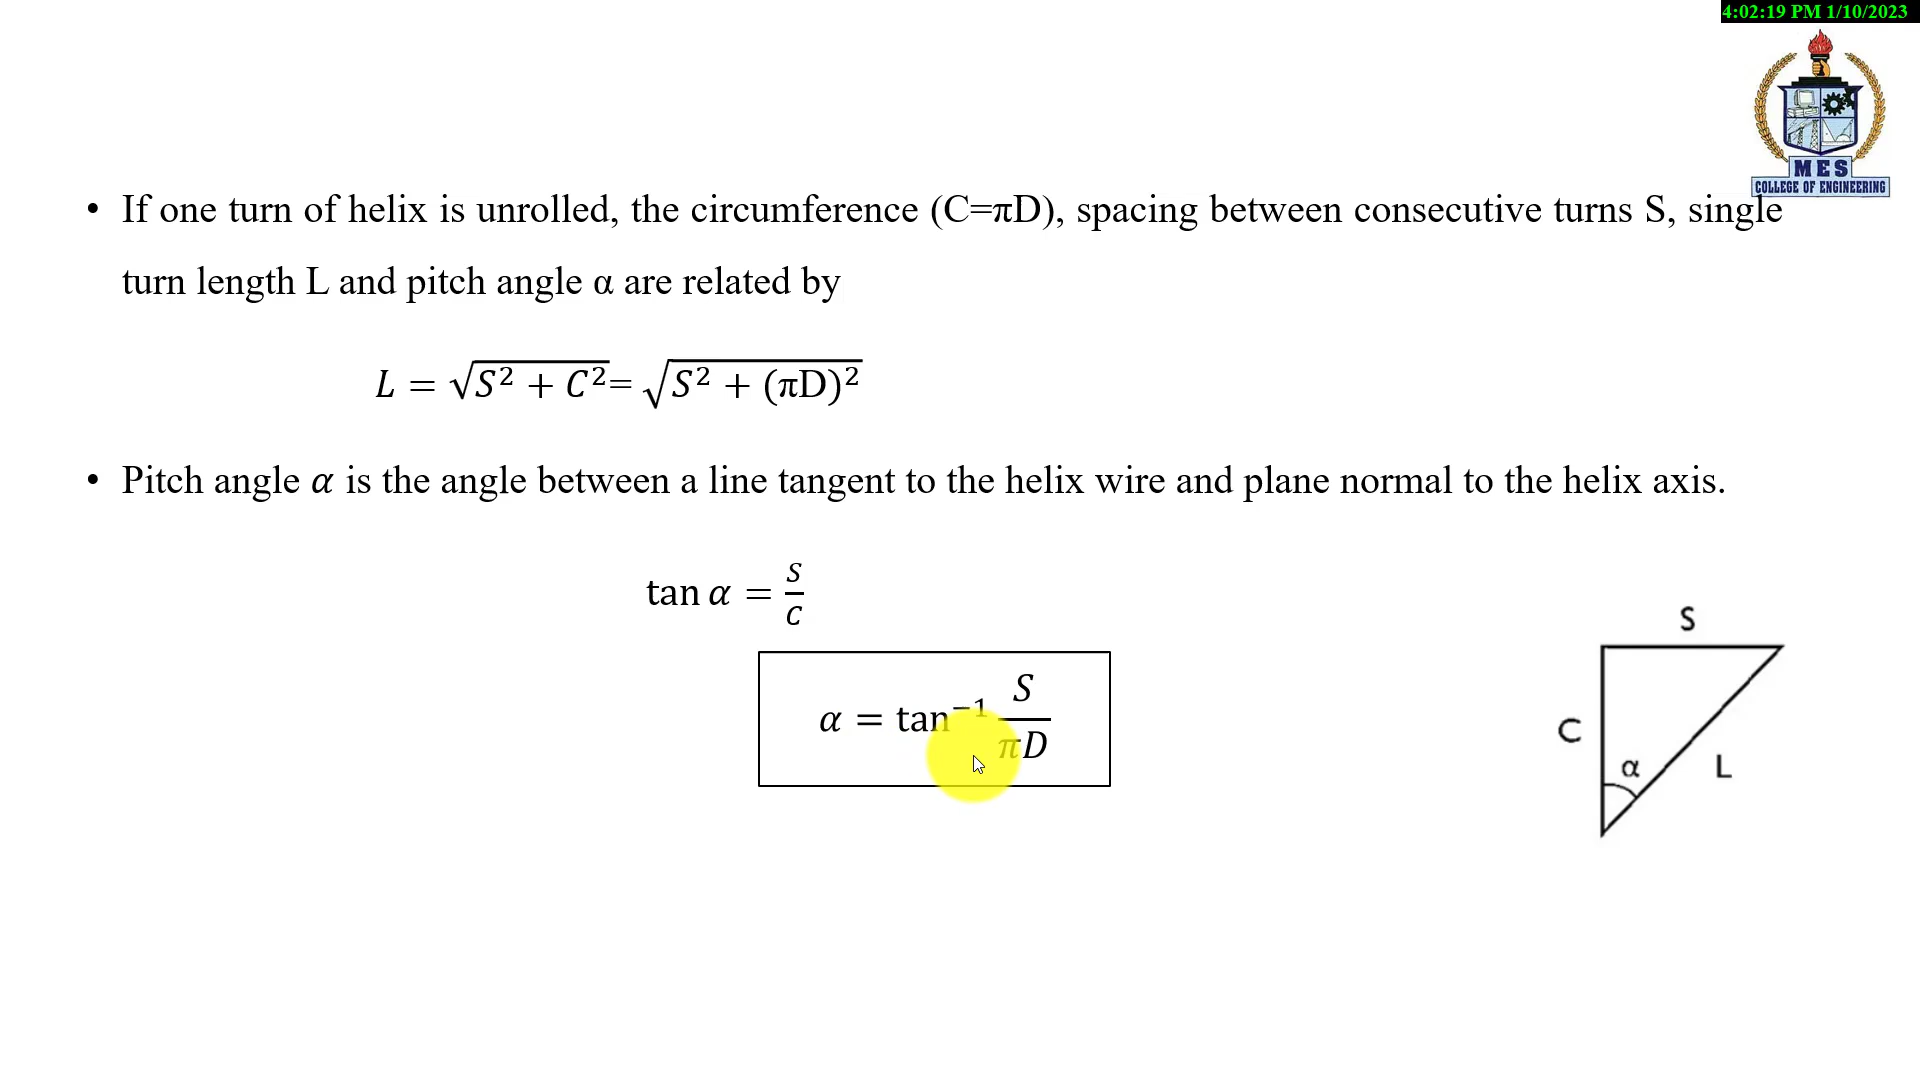 4:02:19 PM 1/10/2023
MES
COLLEGE OF ENGINEERING
• If one turn of helix is unrolled, the circumference (C=πD), spacing between consecutive turns S, single
turn length L and pitch angle α are related by
L = √(S² + C²)= √(S² + (πD)²)
• Pitch angle α is the angle between a line tangent to the helix wire and plane normal to the helix axis.
tan α = S/C
α = tan⁻¹ S/πD
S
C
α
L